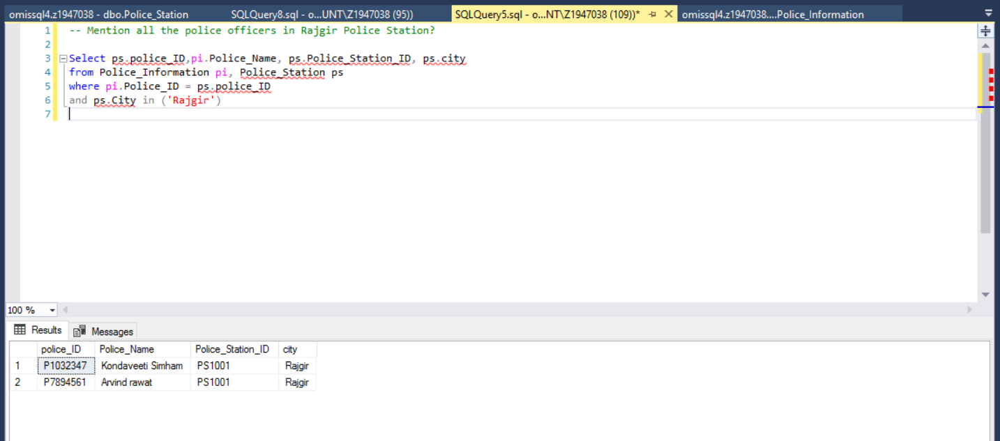 omissql4.z1947038 - dbo.Police_Station SQLQuery8.sql - o...UNT\Z1947038 (95)) SQLQuery5.sql - o...NT\Z1947038 (109))* omissql4.z1947038....Police_Information
1 -- Mention all the police officers in Rajgir Police Station?
2
3 Select ps.police_ID,pi.Police_Name, ps.Police_Station_ID, ps.city
4 from Police_Information pi, Police_Station ps
5 where pi.Police_ID = ps.police_ID
6 and ps.City in ('Rajgir')
7
100 %
Results Messages
police_ID Police_Name Police_Station_ID city
1 P1032347 Kondaveeti Simham PS1001 Rajgir
2 P7894561 Arvind rawat PS1001 Rajgir